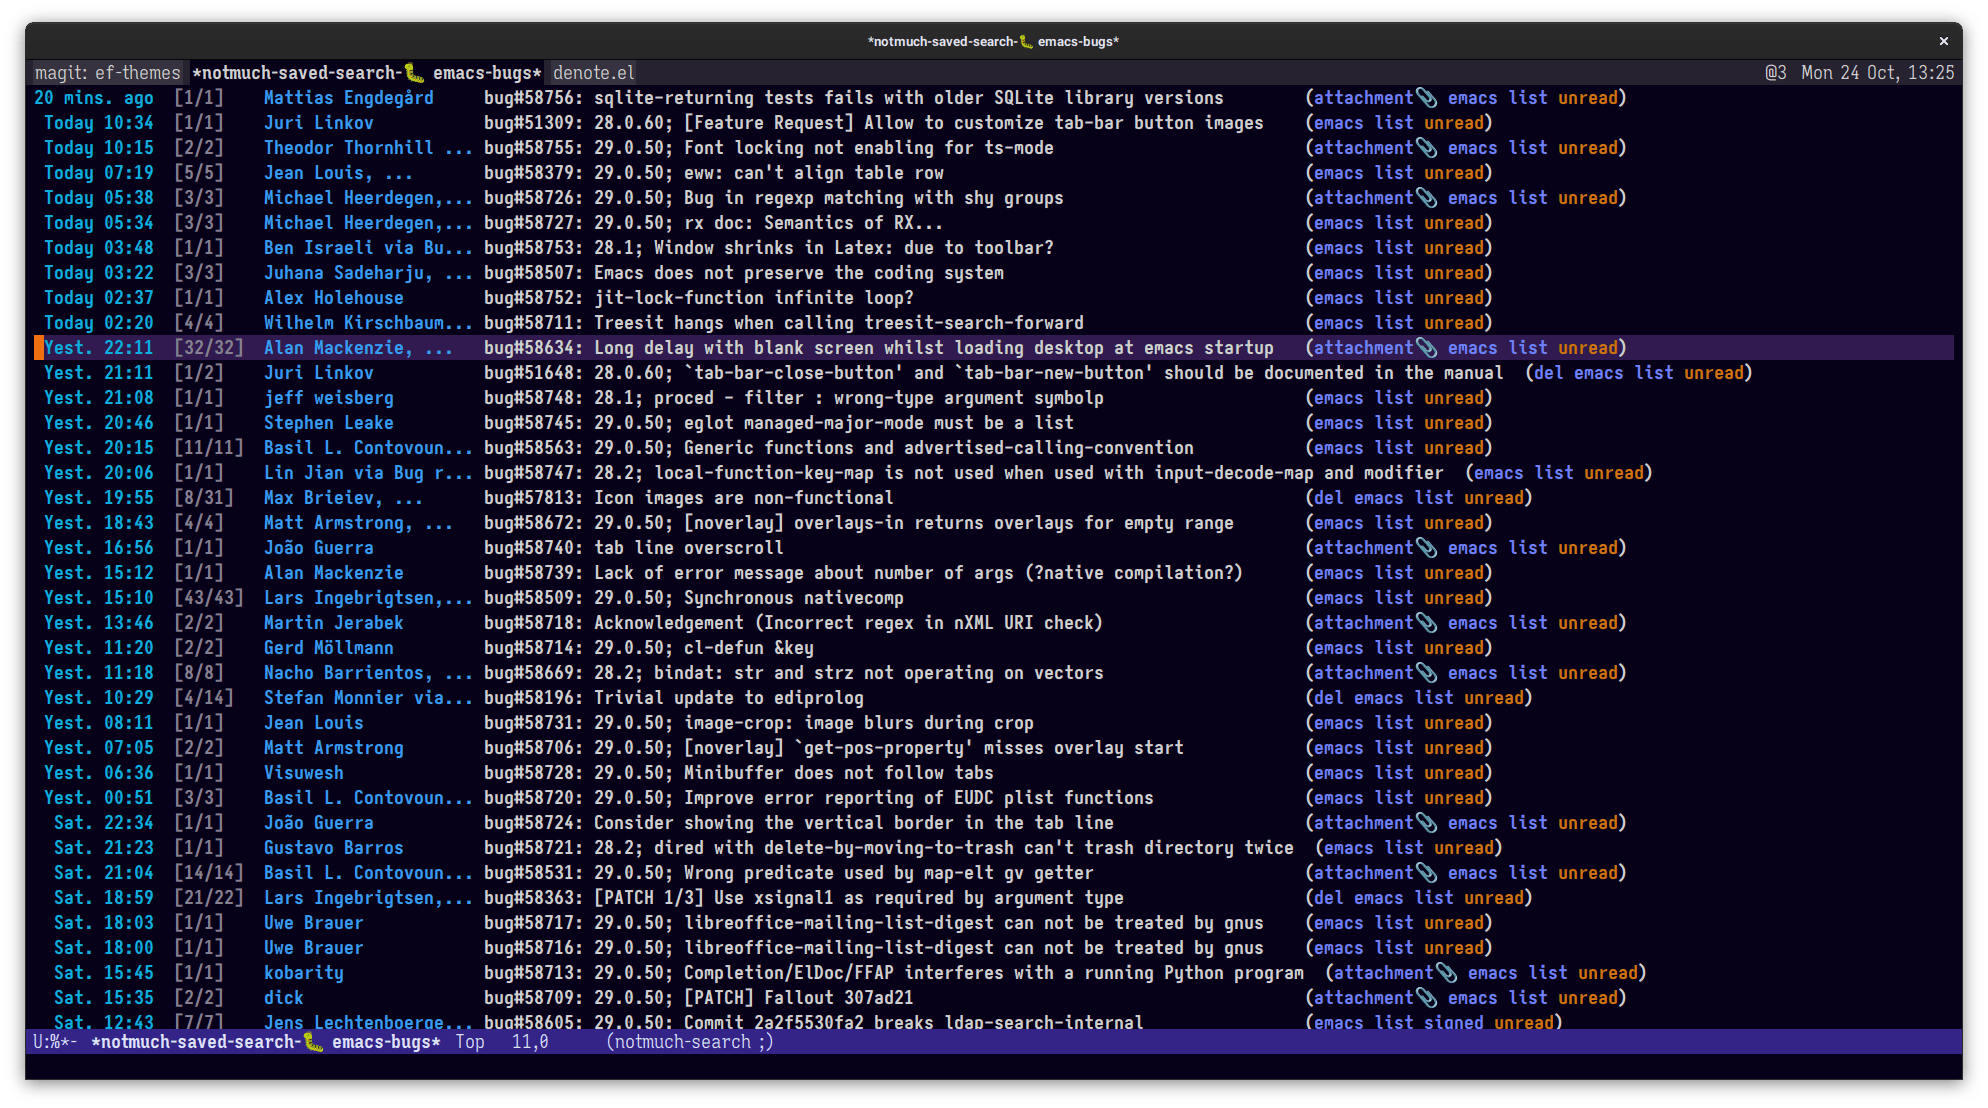 *notmuch-saved-search-🐛 emacs-bugs* ×
magit: ef-themes *notmuch-saved-search-🐛 emacs-bugs* denote.el @3 Mon 24 Oct, 13:25
20 mins. ago [1/1] Mattias Engdegård bug#58756: sqlite-returning tests fails with older SQLite library versions (attachment📎 emacs list unread)
Today 10:34 [1/1] Juri Linkov bug#51309: 28.0.60; [Feature Request] Allow to customize tab-bar button images (emacs list unread)
Today 10:15 [2/2] Theodor Thornhill ... bug#58755: 29.0.50; Font locking not enabling for ts-mode (attachment📎 emacs list unread)
Today 07:19 [5/5] Jean Louis, ... bug#58379: 29.0.50; eww: can't align table row (emacs list unread)
Today 05:38 [3/3] Michael Heerdegen,... bug#58726: 29.0.50; Bug in regexp matching with shy groups (attachment📎 emacs list unread)
Today 05:34 [3/3] Michael Heerdegen,... bug#58727: 29.0.50; rx doc: Semantics of RX... (emacs list unread)
Today 03:48 [1/1] Ben Israeli via Bu... bug#58753: 28.1; Window shrinks in Latex: due to toolbar? (emacs list unread)
Today 03:22 [3/3] Juhana Sadeharju, ... bug#58507: Emacs does not preserve the coding system (emacs list unread)
Today 02:37 [1/1] Alex Holehouse bug#58752: jit-lock-function infinite loop? (emacs list unread)
Today 02:20 [4/4] Wilhelm Kirschbaum... bug#58711: Treesit hangs when calling treesit-search-forward (emacs list unread)
Yest. 22:11 [32/32] Alan Mackenzie, ... bug#58634: Long delay with blank screen whilst loading desktop at emacs startup (attachment📎 emacs list unread)
Yest. 21:11 [1/2] Juri Linkov bug#51648: 28.0.60; `tab-bar-close-button' and `tab-bar-new-button' should be documented in the manual (del emacs list unread)
Yest. 21:08 [1/1] jeff weisberg bug#58748: 28.1; proced - filter : wrong-type argument symbolp (emacs list unread)
Yest. 20:46 [1/1] Stephen Leake bug#58745: 29.0.50; eglot managed-major-mode must be a list (emacs list unread)
Yest. 20:15 [11/11] Basil L. Contovoun... bug#58563: 29.0.50; Generic functions and advertised-calling-convention (emacs list unread)
Yest. 20:06 [1/1] Lin Jian via Bug r... bug#58747: 28.2; local-function-key-map is not used when used with input-decode-map and modifier (emacs list unread)
Yest. 19:55 [8/31] Max Brieiev, ... bug#57813: Icon images are non-functional (del emacs list unread)
Yest. 18:43 [4/4] Matt Armstrong, ... bug#58672: 29.0.50; [noverlay] overlays-in returns overlays for empty range (emacs list unread)
Yest. 16:56 [1/1] João Guerra bug#58740: tab line overscroll (attachment📎 emacs list unread)
Yest. 15:12 [1/1] Alan Mackenzie bug#58739: Lack of error message about number of args (?native compilation?) (emacs list unread)
Yest. 15:10 [43/43] Lars Ingebrigtsen,... bug#58509: 29.0.50; Synchronous nativecomp (emacs list unread)
Yest. 13:46 [2/2] Martin Jerabek bug#58718: Acknowledgement (Incorrect regex in nXML URI check) (attachment📎 emacs list unread)
Yest. 11:20 [2/2] Gerd Möllmann bug#58714: 29.0.50; cl-defun &key (emacs list unread)
Yest. 11:18 [8/8] Nacho Barrientos, ... bug#58669: 28.2; bindat: str and strz not operating on vectors (attachment📎 emacs list unread)
Yest. 10:29 [4/14] Stefan Monnier via... bug#58196: Trivial update to ediprolog (del emacs list unread)
Yest. 08:11 [1/1] Jean Louis bug#58731: 29.0.50; image-crop: image blurs during crop (emacs list unread)
Yest. 07:05 [2/2] Matt Armstrong bug#58706: 29.0.50; [noverlay] `get-pos-property' misses overlay start (emacs list unread)
Yest. 06:36 [1/1] Visuwesh bug#58728: 29.0.50; Minibuffer does not follow tabs (emacs list unread)
Yest. 00:51 [3/3] Basil L. Contovoun... bug#58720: 29.0.50; Improve error reporting of EUDC plist functions (emacs list unread)
Sat. 22:34 [1/1] João Guerra bug#58724: Consider showing the vertical border in the tab line (attachment📎 emacs list unread)
Sat. 21:23 [1/1] Gustavo Barros bug#58721: 28.2; dired with delete-by-moving-to-trash can't trash directory twice (emacs list unread)
Sat. 21:04 [14/14] Basil L. Contovoun... bug#58531: 29.0.50; Wrong predicate used by map-elt gv getter (attachment📎 emacs list unread)
Sat. 18:59 [21/22] Lars Ingebrigtsen,... bug#58363: [PATCH 1/3] Use xsignal1 as required by argument type (del emacs list unread)
Sat. 18:03 [1/1] Uwe Brauer bug#58717: 29.0.50; libreoffice-mailing-list-digest can not be treated by gnus (emacs list unread)
Sat. 18:00 [1/1] Uwe Brauer bug#58716: 29.0.50; libreoffice-mailing-list-digest can not be treated by gnus (emacs list unread)
Sat. 15:45 [1/1] kobarity bug#58713: 29.0.50; Completion/ElDoc/FFAP interferes with a running Python program (attachment📎 emacs list unread)
Sat. 15:35 [2/2] dick bug#58709: 29.0.50; [PATCH] Fallout 307ad21 (attachment📎 emacs list unread)
Sat. 12:43 [7/7] Jens Lechtenboerge... bug#58605: 29.0.50: Commit 2a2f5530fa2 breaks ldap-search-internal (emacs list signed unread)
U:%*- *notmuch-saved-search-🐛 emacs-bugs* Top 11,0 (notmuch-search ;)